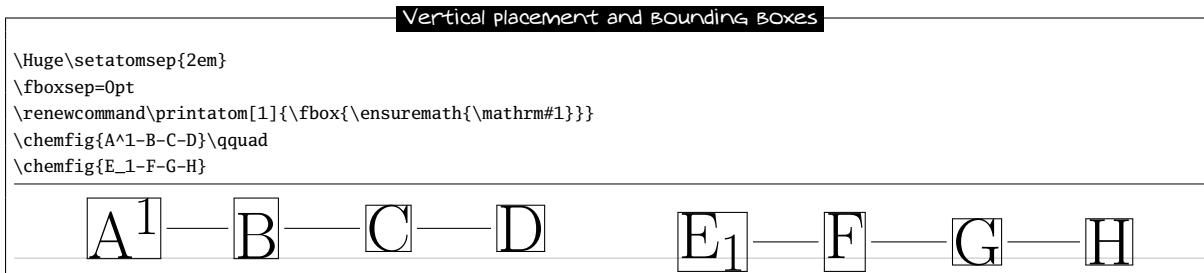 Vertical placement and Bounding Boxes
\Huge\setatomsep{2em}
\fboxsep=0pt
\renewcommand\printatom[1]{\fbox{\ensuremath{\mathrm#1}}}
\chemfig{A^1-B-C-D}\qquad
\chemfig{E_1-F-G-H}
A¹ B C D E₁ F G H